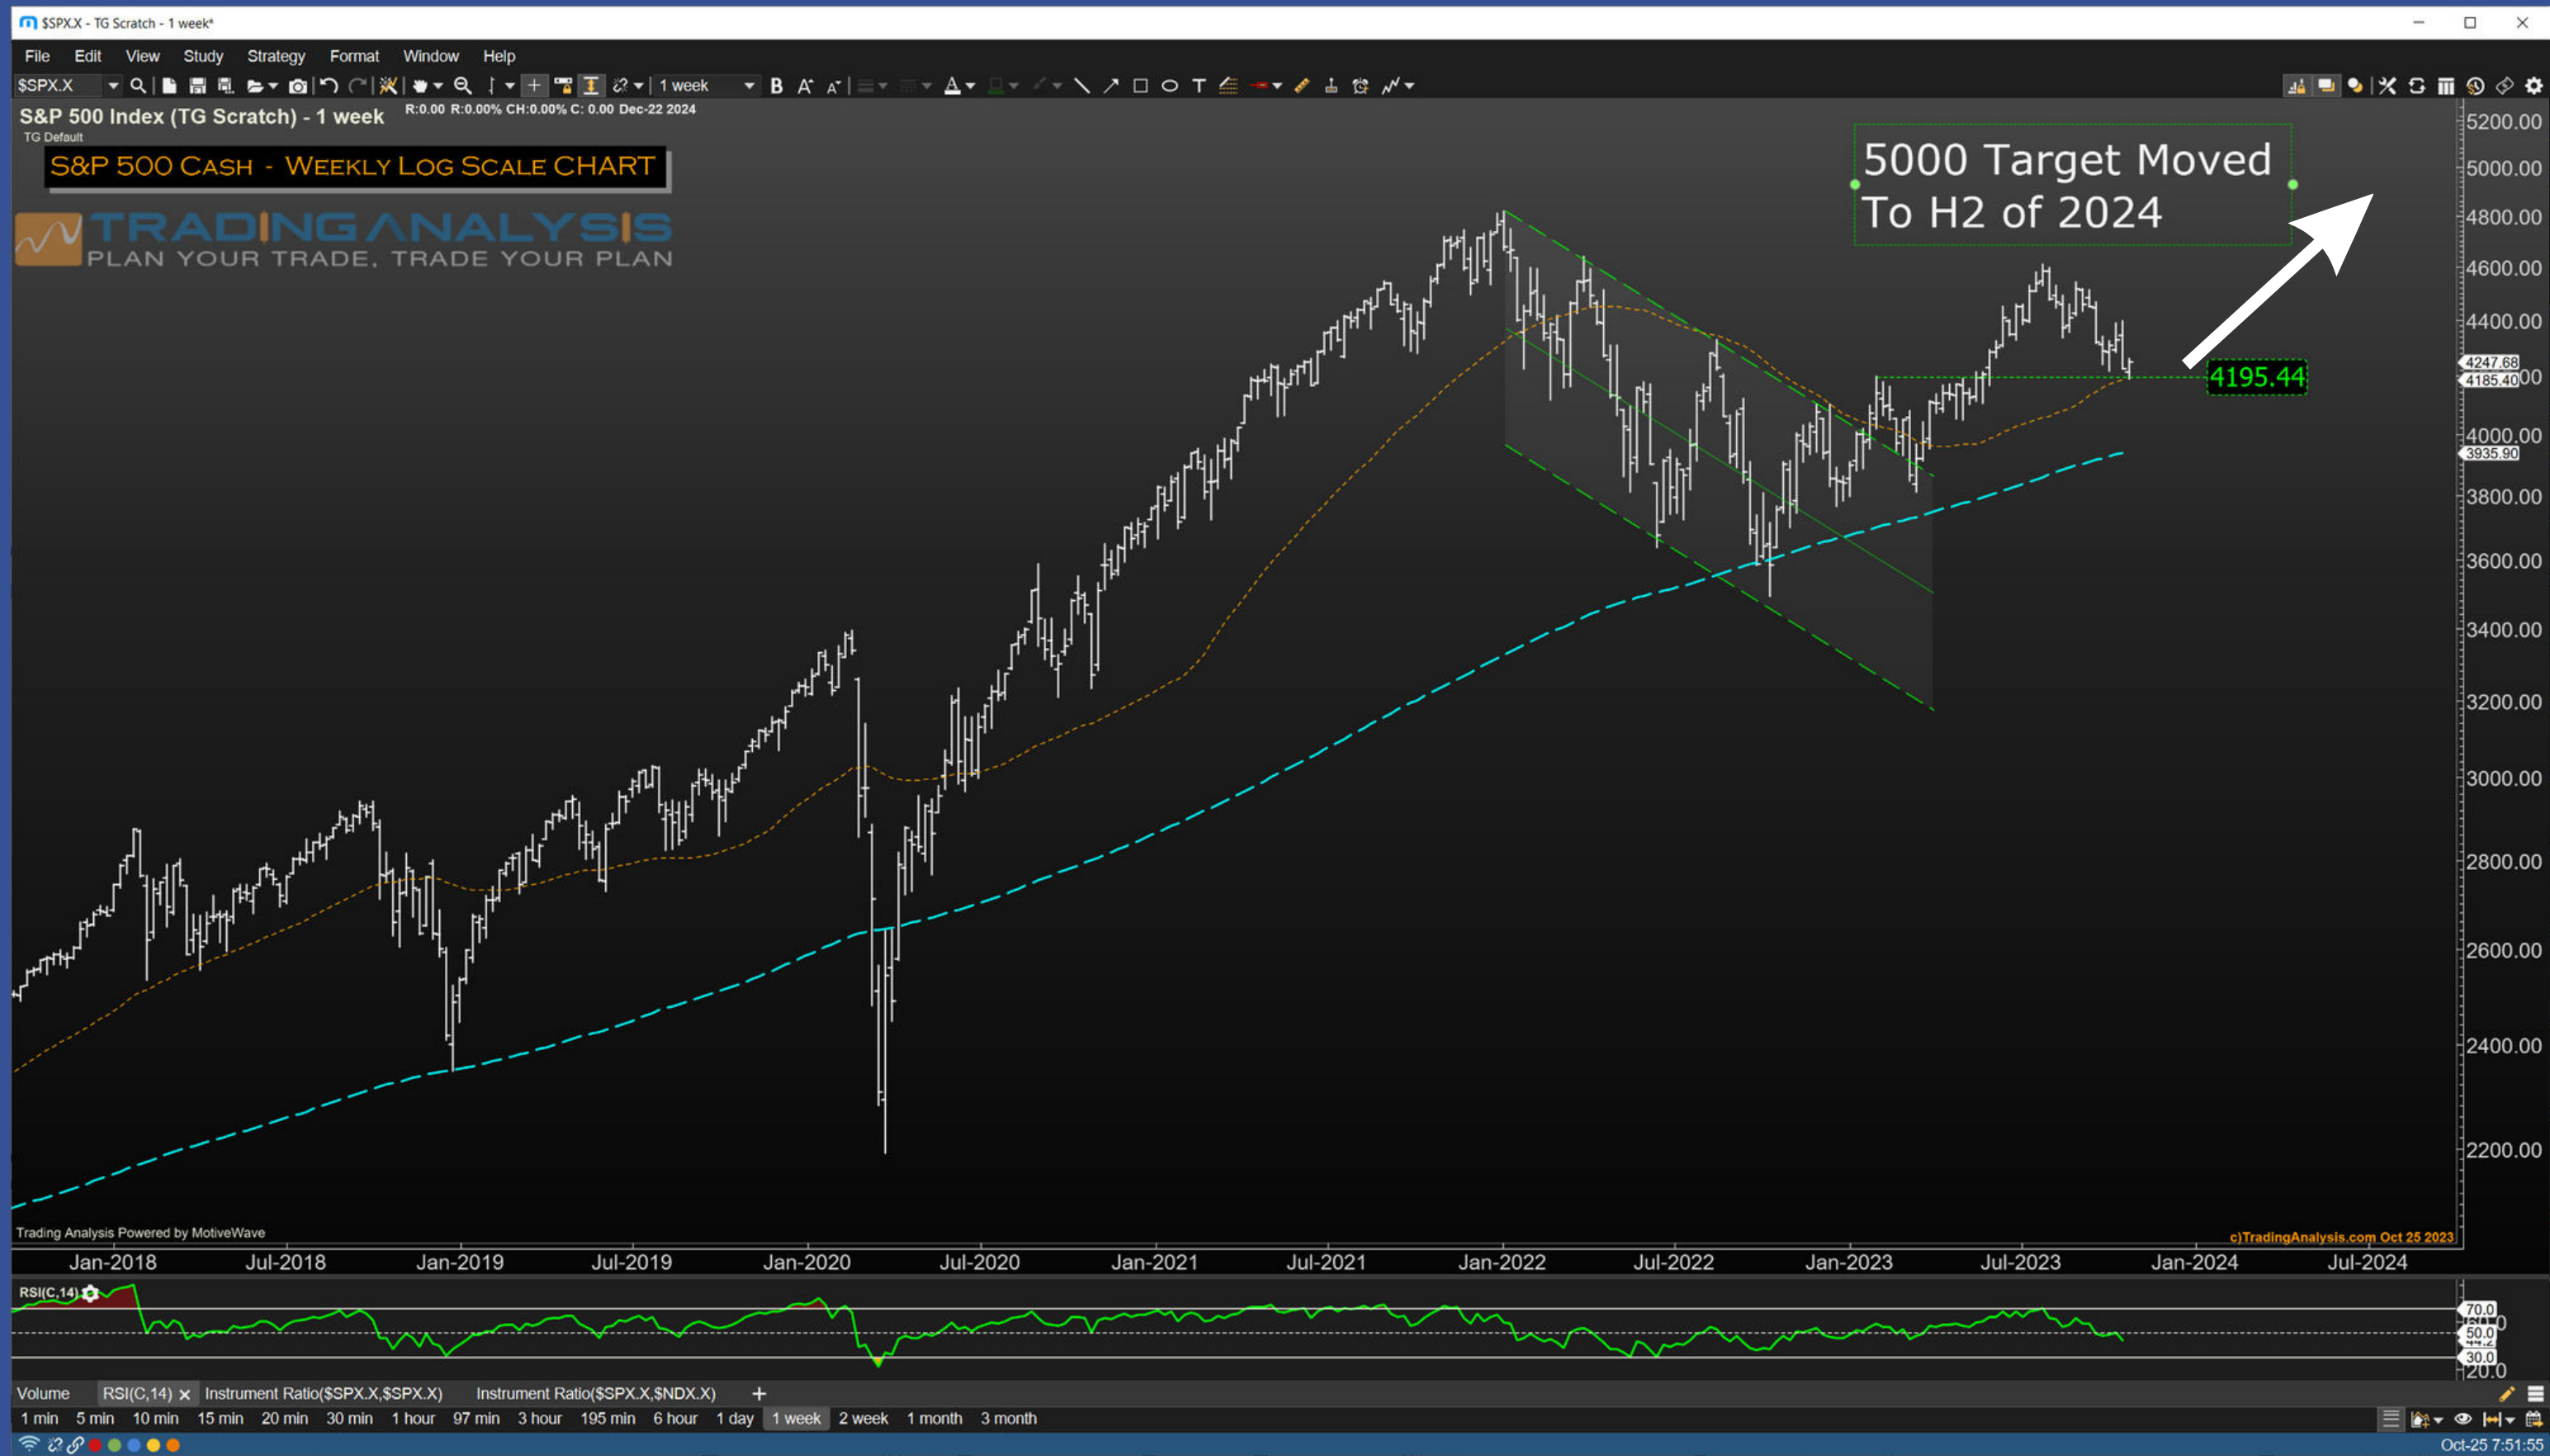 $SPX.X - TG Scratch - 1 week*
File Edit View Study Strategy Format Window Help
$SPX.X 1 week B A A A T
S&P 500 Index (TG Scratch) - 1 week R:0.00 R:0.00% CH:0.00% C: 0.00 Dec-22 2024
TG Default
S&P 500 CASH - WEEKLY LOG SCALE CHART
TRADINGANALYSIS
PLAN YOUR TRADE, TRADE YOUR PLAN
5000 Target Moved
To H2 of 2024
5200.00
5000.00
4800.00
4600.00
4400.00
4247.68
4185.40
4195.44
4000.00
3935.90
3800.00
3600.00
3400.00
3200.00
3000.00
2800.00
2600.00
2400.00
2200.00
Trading Analysis Powered by MotiveWave
c)TradingAnalysis.com Oct 25 2023
Jan-2018 Jul-2018 Jan-2019 Jul-2019 Jan-2020 Jul-2020 Jan-2021 Jul-2021 Jan-2022 Jul-2022 Jan-2023 Jul-2023 Jan-2024 Jul-2024
RSI(C,14)
70.0
50.0
30.0
20.0
Volume RSI(C,14) x Instrument Ratio($SPX.X,$SPX.X) Instrument Ratio($SPX.X,$NDX.X) +
1 min 5 min 10 min 15 min 20 min 30 min 1 hour 97 min 3 hour 195 min 6 hour 1 day 1 week 2 week 1 month 3 month
Oct-25 7:51:55